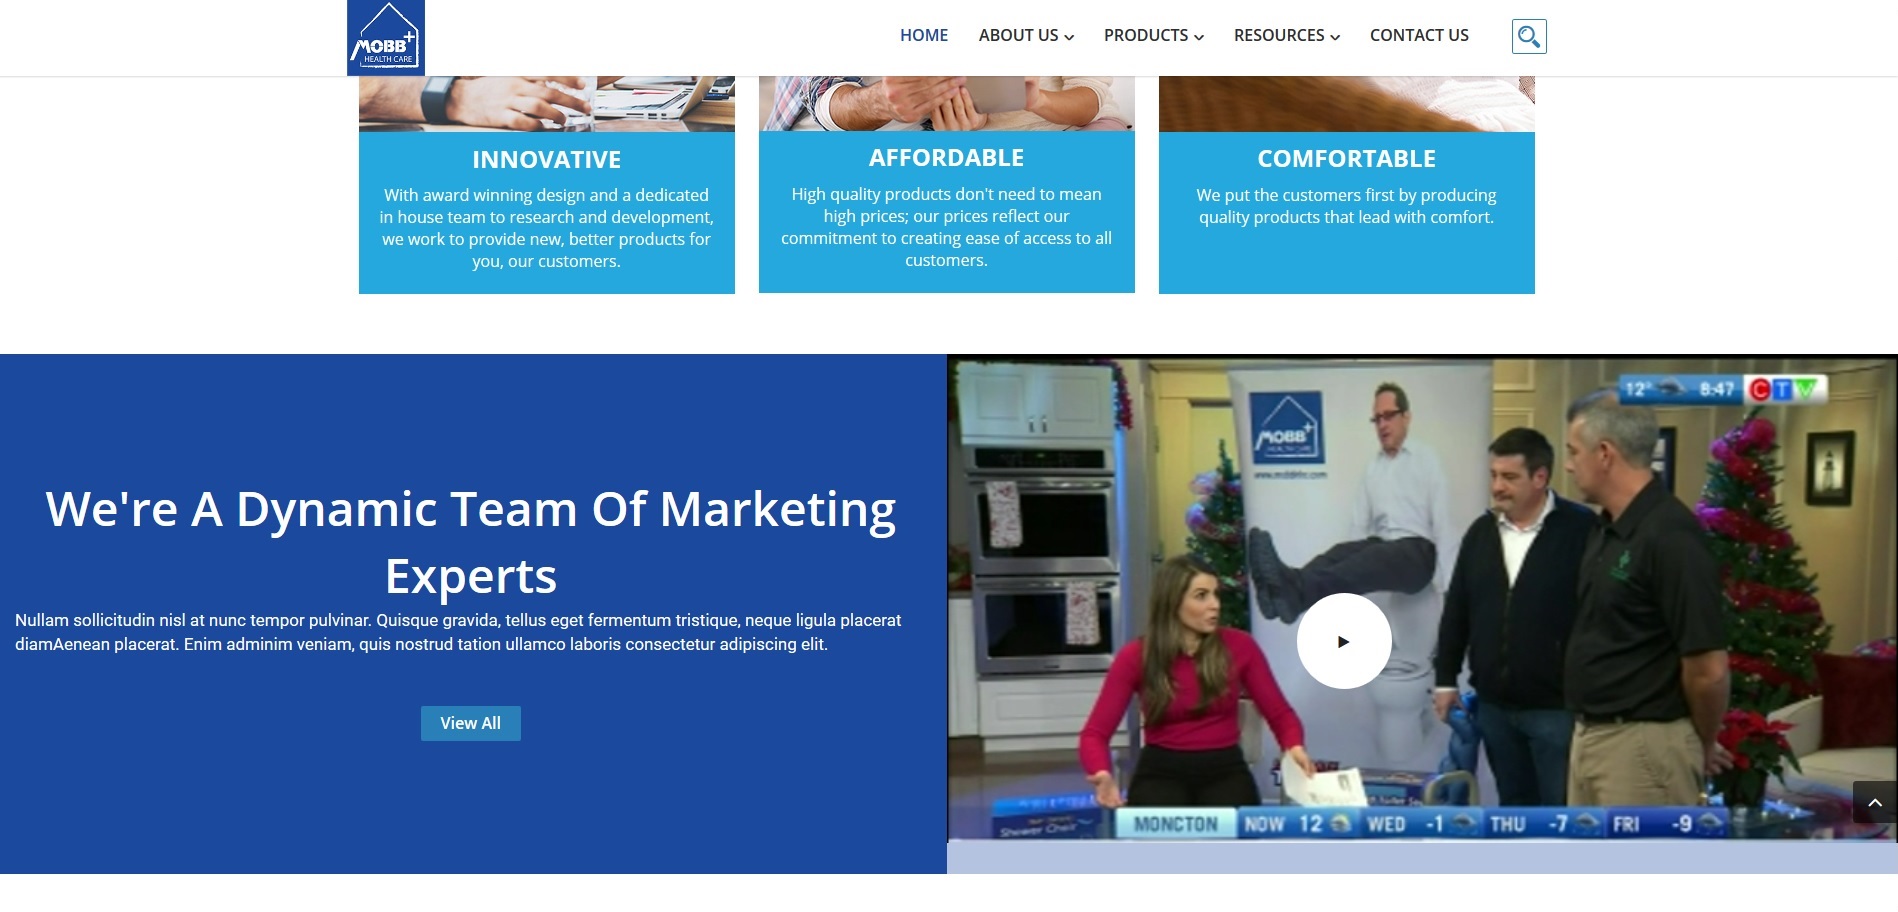 MOBB+
HEALTH CARE
HOME
ABOUT US
PRODUCTS
RESOURCES
CONTACT US
INNOVATIVE
With award winning design and a dedicated
in house team to research and development,
we work to provide new, better products for
you, our customers.
AFFORDABLE
High quality products don't need to mean
high prices; our prices reflect our
commitment to creating ease of access to all
customers.
COMFORTABLE
We put the customers first by producing
quality products that lead with comfort.
We're A Dynamic Team Of Marketing
Experts
Nullam sollicitudin nisl at nunc tempor pulvinar. Quisque gravida, tellus eget fermentum tristique, neque ligula placerat
diamAenean placerat. Enim adminim veniam, quis nostrud tation ullamco laboris consectetur adipiscing elit.
View All
12° 8:47 CTV
MOBB+
HEALTH CARE
Shower Chair
MONCTON NOW 12 WED -1 THU -7 FRI -9